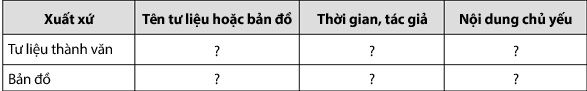 Xuất xứ Tên tư liệu hoặc bản đồ Thời gian, tác giả Nội dung chủ yếu
Tư liệu thành văn ? ? ?
Bản đồ ? ? ?